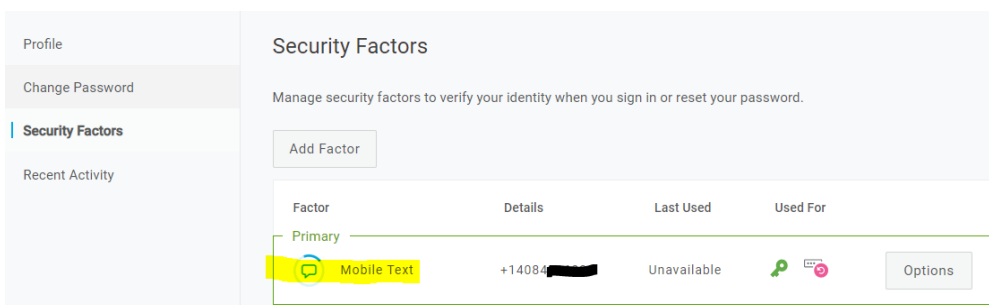 Profile
Change Password
Security Factors
Recent Activity
Security Factors
Manage security factors to verify your identity when you sign in or reset your password.
Add Factor
Factor Details Last Used Used For
Primary
Mobile Text +14084 Unavailable Options